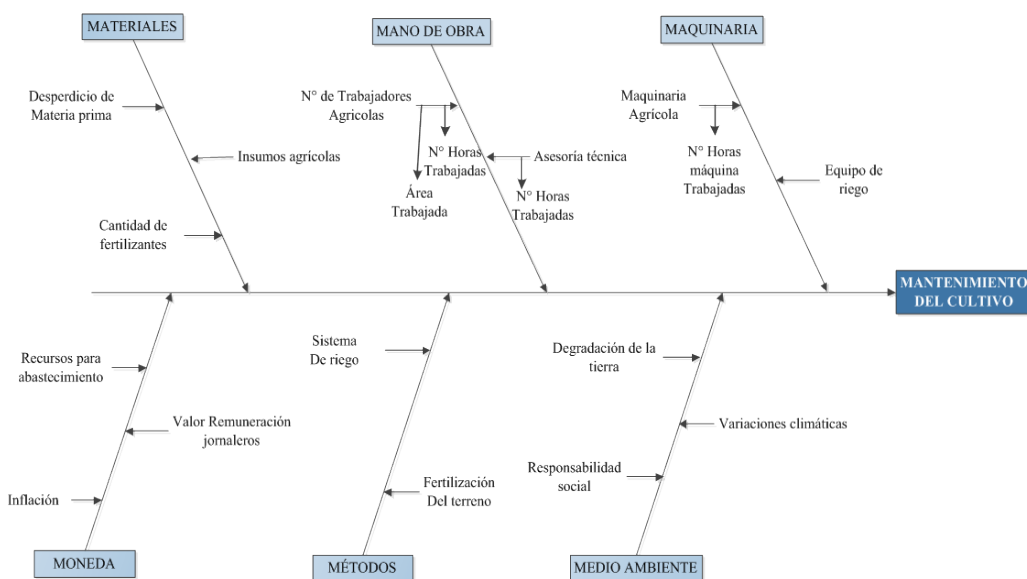 MATERIALES
MANO DE OBRA
MAQUINARIA
Desperdicio de
Materia prima
Insumos agrícolas
Cantidad de
fertilizantes
N° de Trabajadores
Agricolas
N° Horas
Trabajadas
Área
Trabajada
Asesoría técnica
N° Horas
Trabajadas
Maquinaria
Agrícola
N° Horas
máquina
Trabajadas
Equipo de
riego
MANTENIMIENTO
DEL CULTIVO
Recursos para
abastecimiento
Valor Remuneración
jornaleros
Inflación
Sistema
De riego
Fertilización
Del terreno
Degradación de la
tierra
Variaciones climáticas
Responsabilidad
social
MONEDA
MÉTODOS
MEDIO AMBIENTE